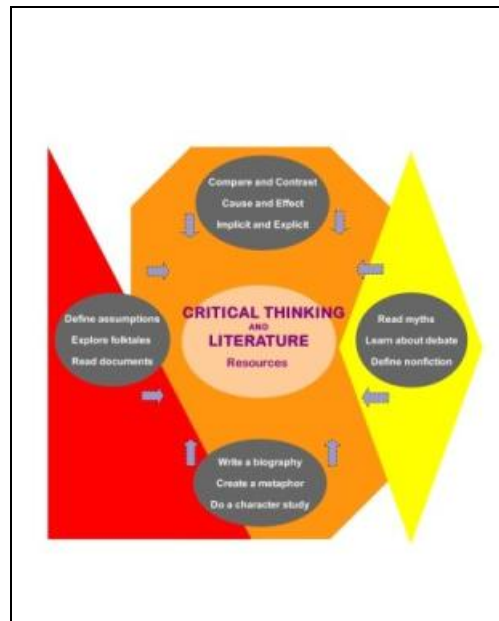 Compare and Contrast
Cause and Effect
Implicit and Explicit
Define assumptions
Explore folktales
Read documents
CRITICAL THINKING
AND
LITERATURE
Resources
Read myths
Learn about debate
Define nonfiction
Write a biography
Create a metaphor
Do a character study